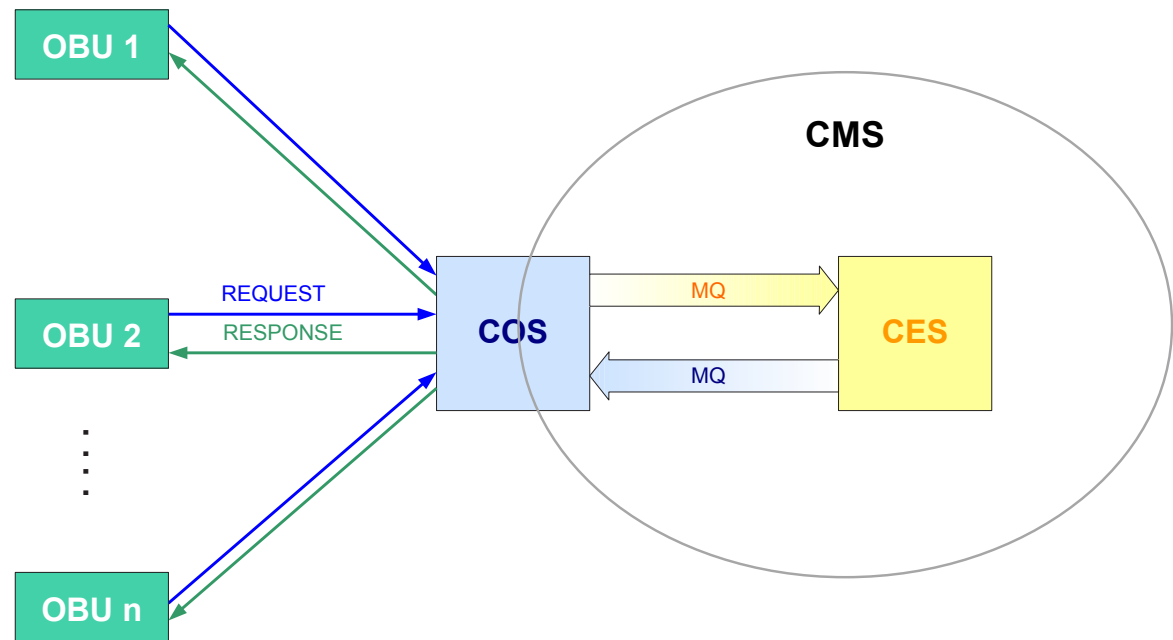 OBU 1
CMS
REQUEST
MQ
OBU 2
RESPONSE
COS
CES
MQ
OBU n